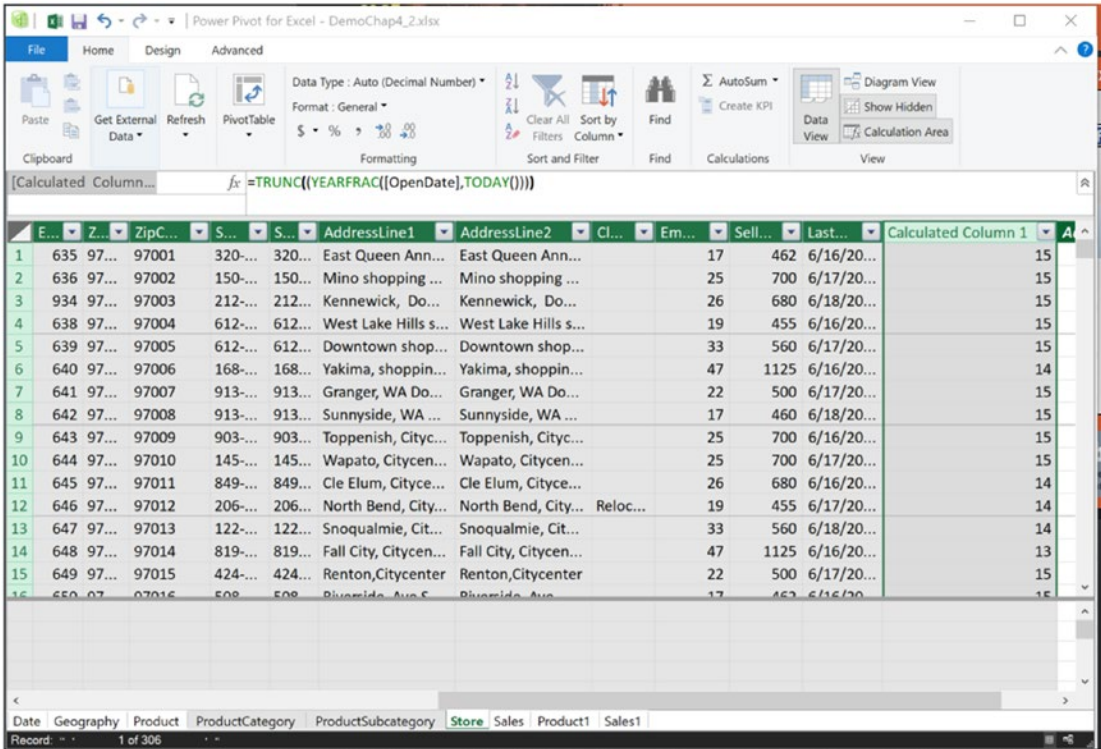 Power Pivot for Excel - DemoChap4_2.xlsx
File Home Design Advanced
Paste
Clipboard
Get External Data
Refresh
PivotTable
Data Type : Auto (Decimal Number)
Format : General
$ % ,
Formatting
Clear All Filters
Sort by Column
Sort and Filter
Find
Find
AutoSum
Create KPI
Calculations
Data View
Diagram View
Show Hidden
Calculation Area
View
[Calculated Column... fx =TRUNC((YEARFRAC([OpenDate],TODAY())))
E... Z... ZipC... S... S... AddressLine1 AddressLine2 Cl... Em... Sell... Last... Calculated Column 1
1 635 97... 97001 320-... 320... East Queen Ann... East Queen Ann... 17 462 6/16/20... 15
2 636 97... 97002 150-... 150... Mino shopping ... Mino shopping ... 25 700 6/17/20... 15
3 934 97... 97003 212-... 212... Kennewick, Do... Kennewick, Do... 26 680 6/18/20... 15
4 638 97... 97004 612-... 612... West Lake Hills s... West Lake Hills s... 19 455 6/16/20... 15
5 639 97... 97005 612-... 612... Downtown shop... Downtown shop... 33 560 6/17/20... 15
6 640 97... 97006 168-... 168... Yakima, shoppin... Yakima, shoppin... 47 1125 6/16/20... 14
7 641 97... 97007 913-... 913... Granger, WA Do... Granger, WA Do... 22 500 6/17/20... 15
8 642 97... 97008 913-... 913... Sunnyside, WA ... Sunnyside, WA ... 17 460 6/18/20... 15
9 643 97... 97009 903-... 903... Toppenish, Cityc... Toppenish, Cityc... 25 700 6/16/20... 15
10 644 97... 97010 145-... 145... Wapato, Citycen... Wapato, Citycen... 25 700 6/17/20... 15
11 645 97... 97011 849-... 849... Cle Elum, Cityce... Cle Elum, Cityce... 26 680 6/16/20... 14
12 646 97... 97012 206-... 206... North Bend, City... North Bend, City... Reloc... 19 455 6/17/20... 14
13 647 97... 97013 122-... 122... Snoqualmie, Cit... Snoqualmie, Cit... 33 560 6/18/20... 14
14 648 97... 97014 819-... 819... Fall City, Citycen... Fall City, Citycen... 47 1125 6/16/20... 13
15 649 97... 97015 424-... 424... Renton,Citycenter Renton,Citycenter 22 500 6/17/20... 15
Date Geography Product ProductCategory ProductSubcategory Store Sales Product1 Sales1
Record: 1 of 306